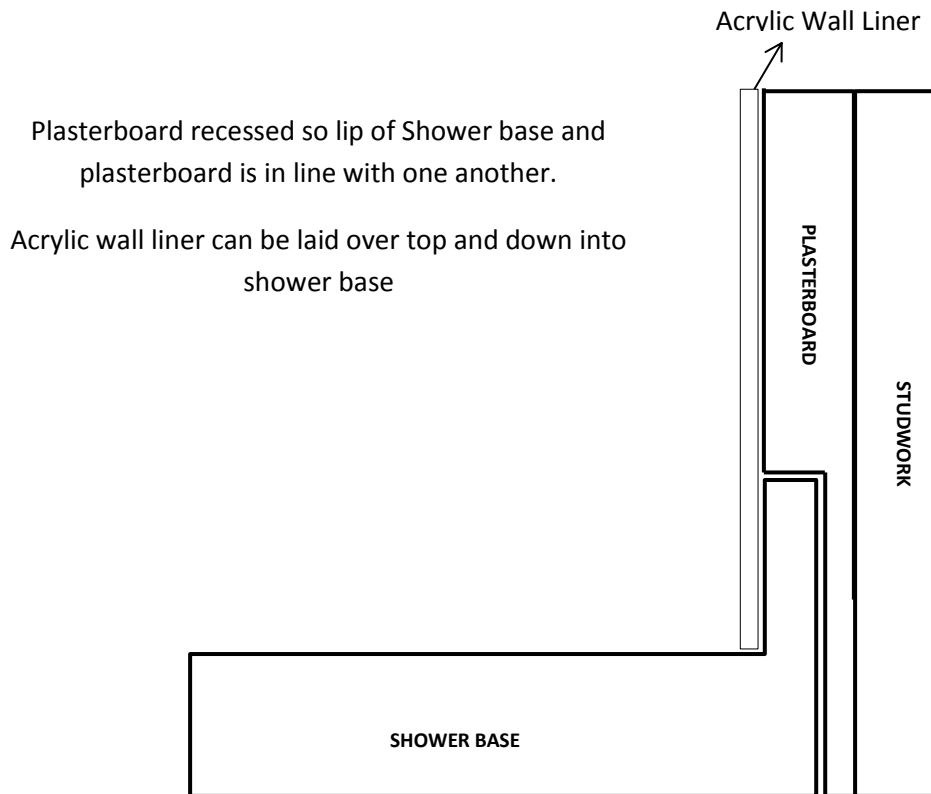 Acrylic Wall Liner
Plasterboard recessed so lip of Shower base and
plasterboard is in line with one another.
Acrylic wall liner can be laid over top and down into
shower base
PLASTERBOARD
STUDWORK
SHOWER BASE